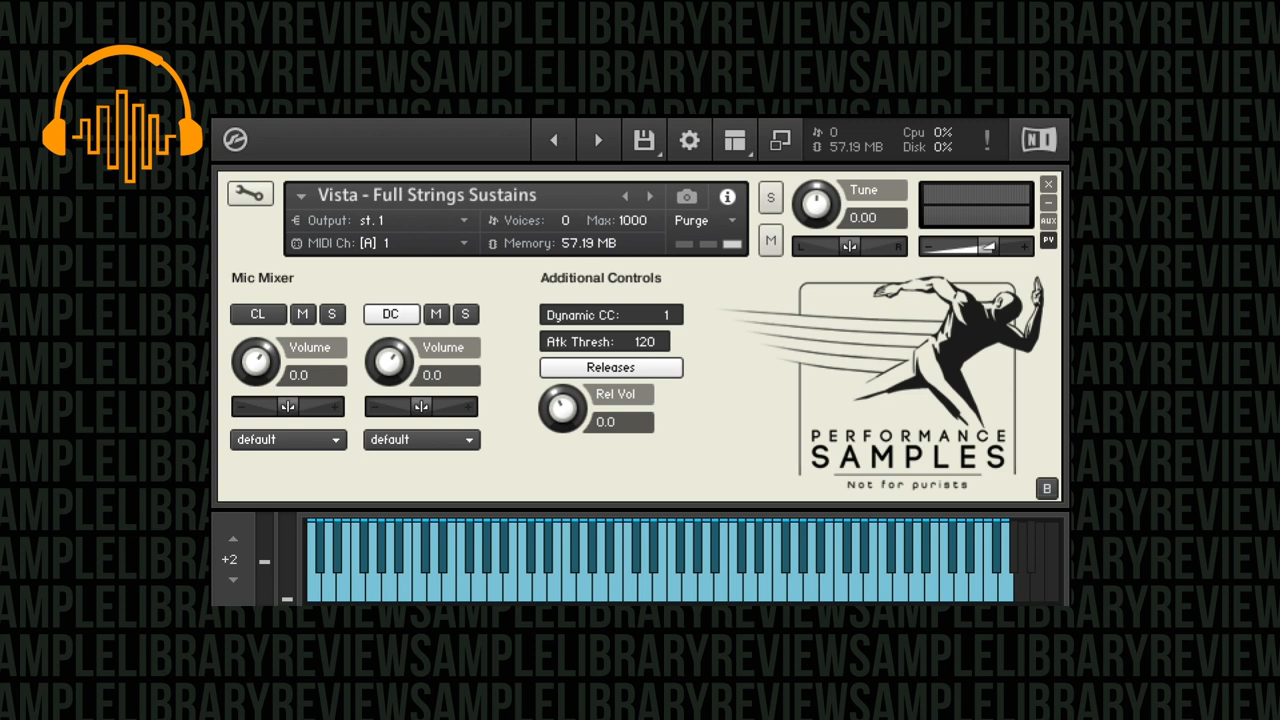 SAMPLELIBRARYREVIEWS
0
57.19 MB
Cpu 0%
Disk 0%
!
NI
Vista - Full Strings Sustains
Output: st. 1
Voices: 0 Max: 1000
Purge
MIDI Ch: [A] 1
Memory: 57.19 MB
S
M
Tune
0.00
L R
- +
×
-
AUX
PV
Mic Mixer
CL M S
DC M S
Volume
0.0
Volume
0.0
- +
- +
default
default
Additional Controls
Dynamic CC: 1
Atk Thresh: 120
Releases
Rel Vol
0.0
PERFORMANCE
SAMPLES
Not for purists
B
+2